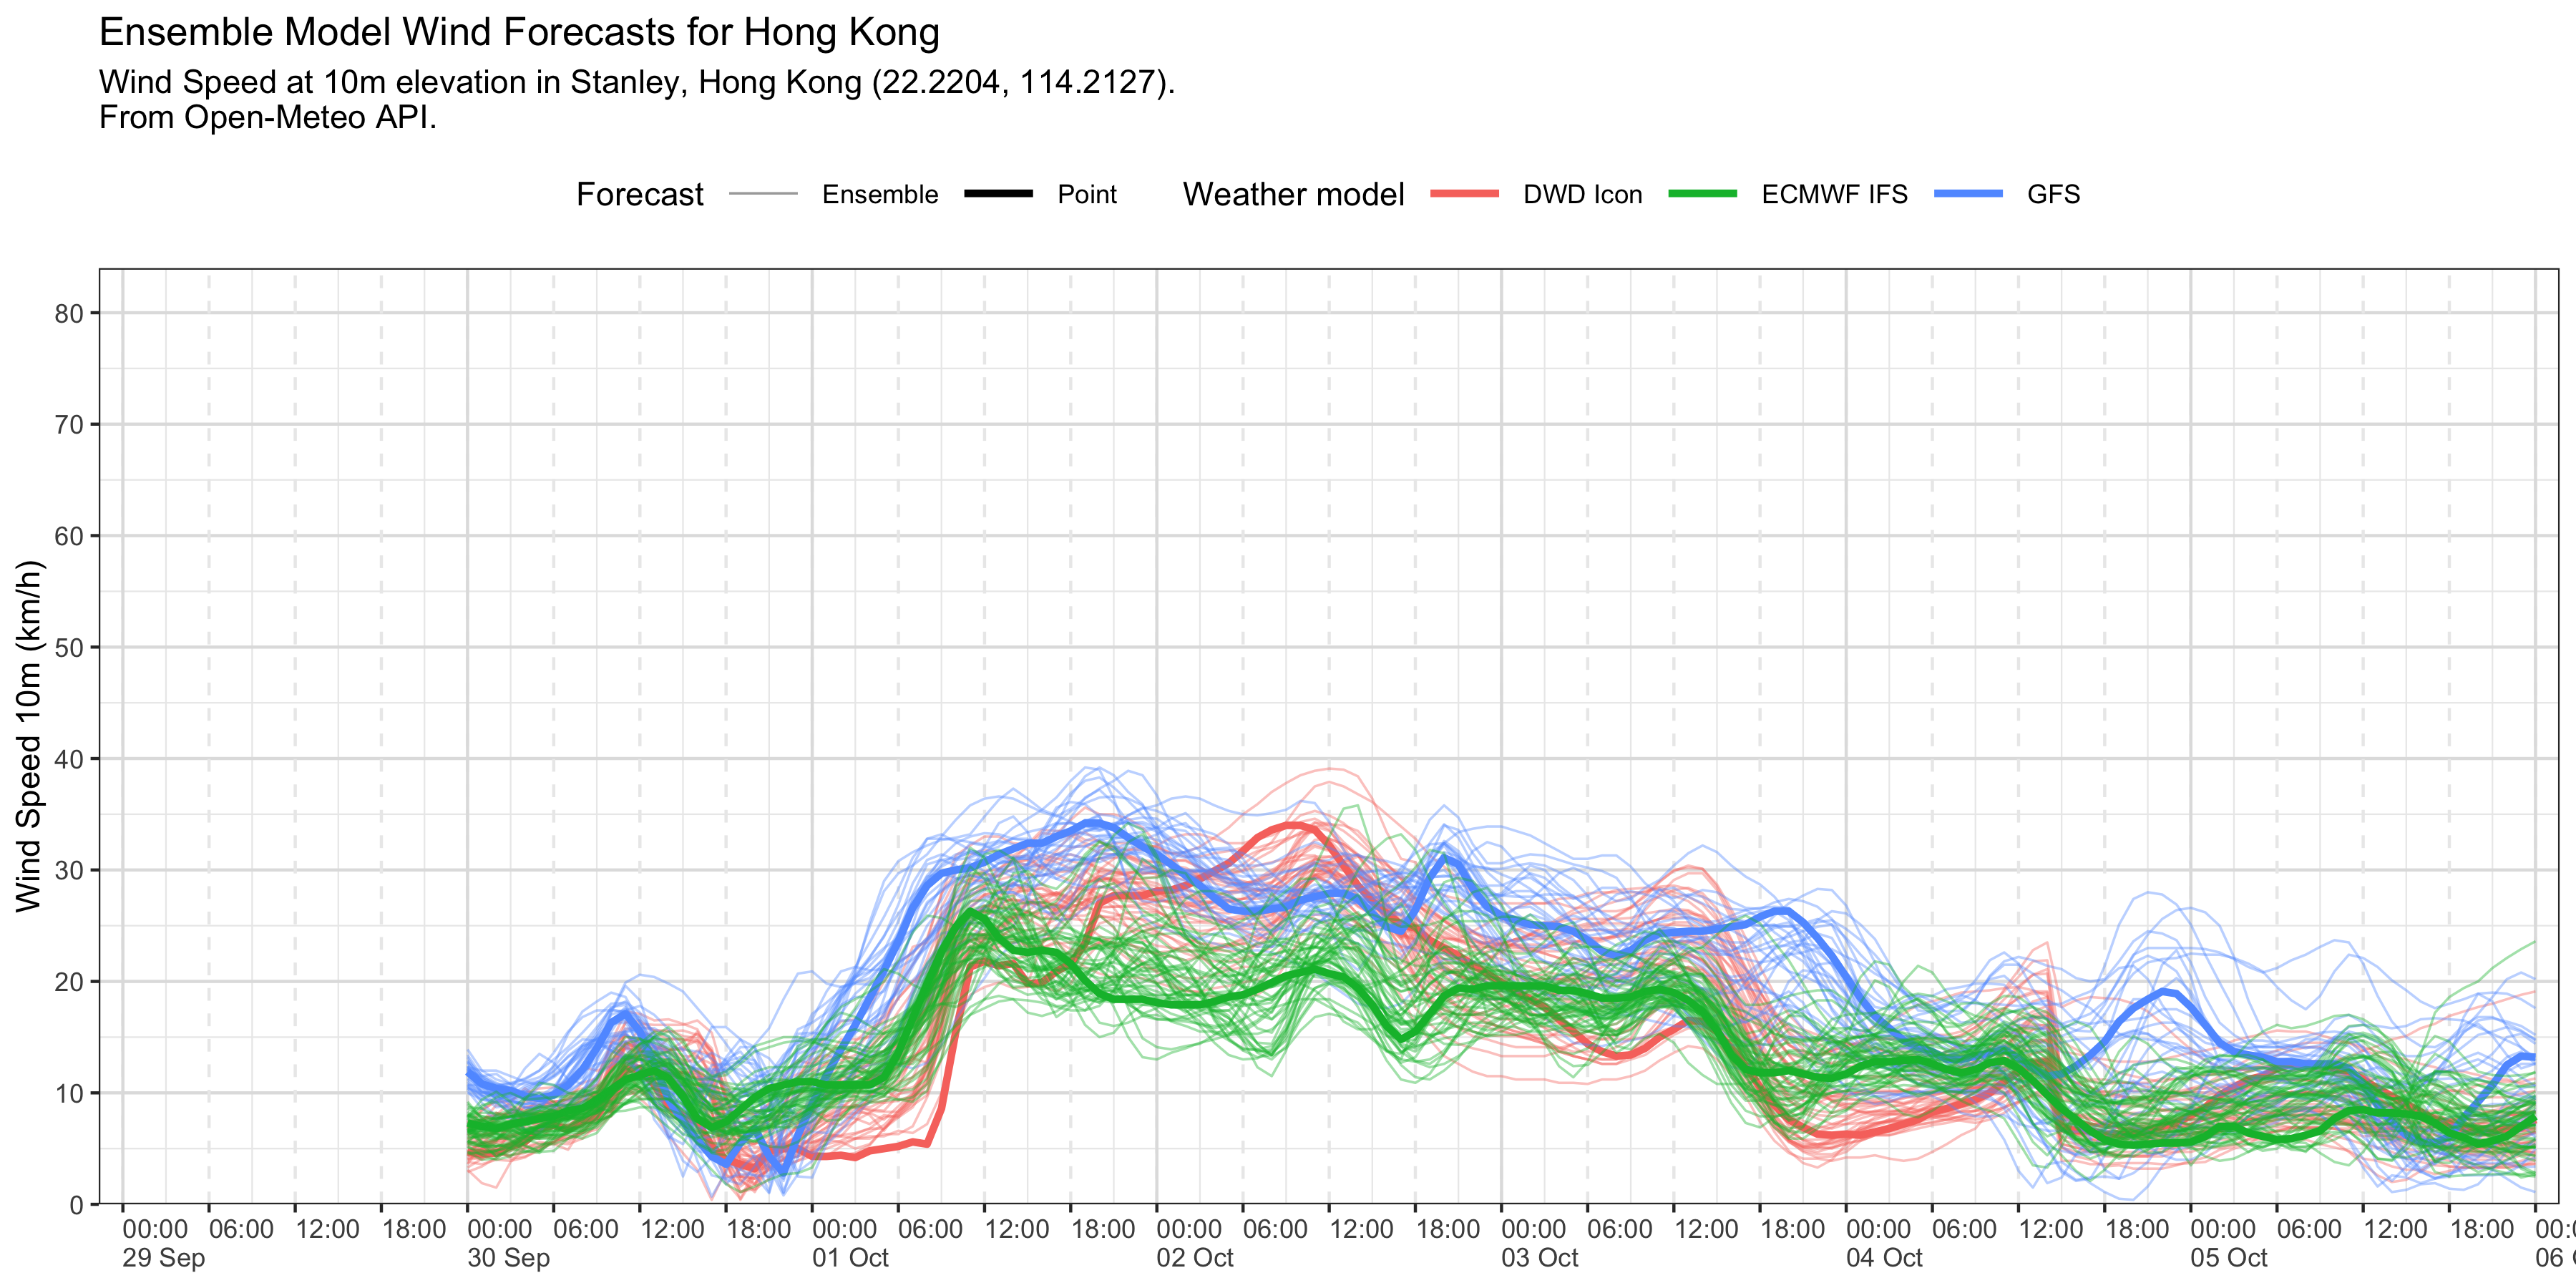 Ensemble Model Wind Forecasts for Hong Kong
Wind Speed at 10m elevation in Stanley, Hong Kong (22.2204, 114.2127).
From Open-Meteo API.
Forecast Ensemble Point Weather model DWD Icon ECMWF IFS GFS
Wind Speed 10m (km/h)
80
70
60
50
40
30
20
10
0
00:00 06:00 12:00 18:00 00:00 06:00 12:00 18:00 00:00 06:00 12:00 18:00 00:00 06:00 12:00 18:00 00:00 06:00 12:00 18:00 00:00 06:00 12:00 18:00 00:00 06:00 12:00 18:00
29 Sep 30 Sep 01 Oct 02 Oct 03 Oct 04 Oct 05 Oct 06